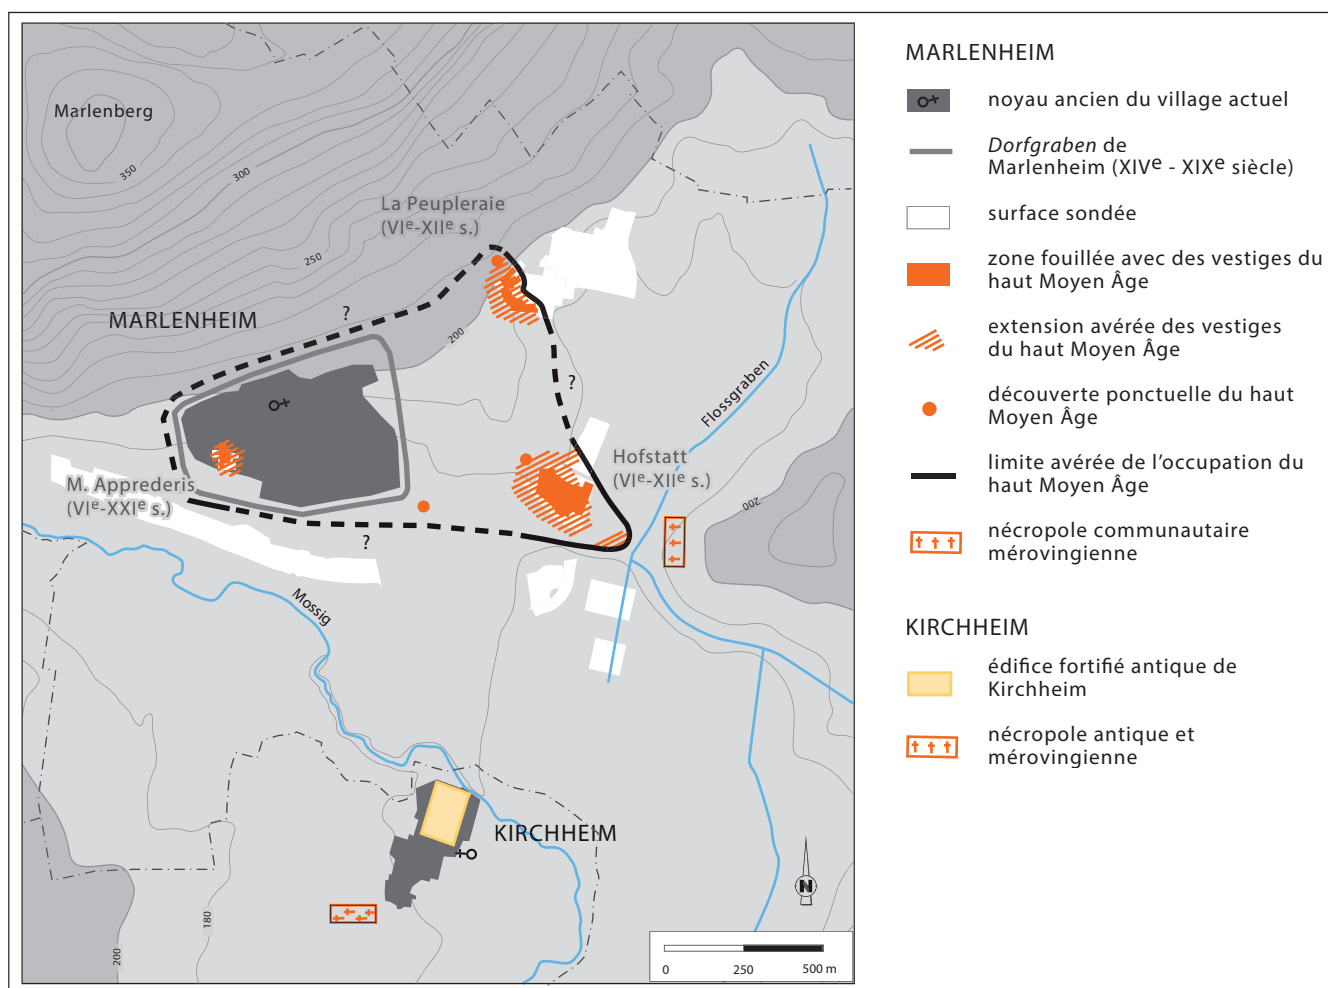 Marlenberg
350
300
250
La Peupleraie
(VIe-XIIe s.)
MARLENHEIM
?
200
?
Flossgraben
Hofstatt
(VIe-XIIe s.)
M. Apprederis
(VIe-XXIe s.)
?
200
Mossig
KIRCHHEIM
180
200
N
0 250 500 m
MARLENHEIM
noyau ancien du village actuel
Dorfgraben de
Marlenheim (XIVe - XIXe siècle)
surface sondée
zone fouillée avec des vestiges du
haut Moyen Âge
extension avérée des vestiges
du haut Moyen Âge
découverte ponctuelle du haut
Moyen Âge
limite avérée de l'occupation du
haut Moyen Âge
nécropole communautaire
mérovingienne
KIRCHHEIM
édifice fortifié antique de
Kirchheim
nécropole antique et
mérovingienne